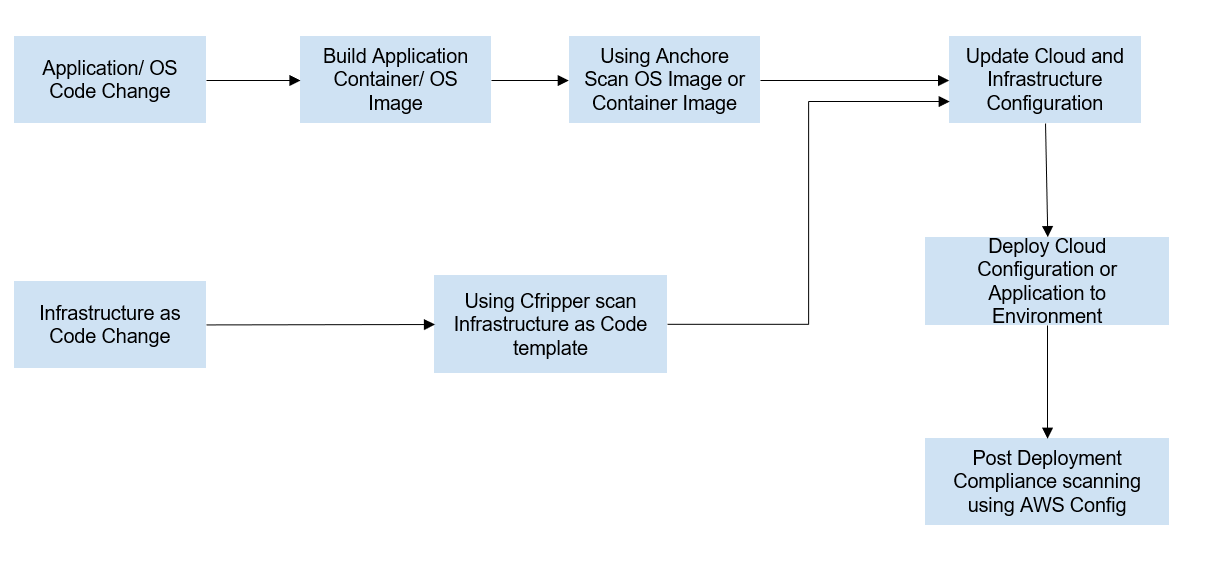 Application/ OS
Code Change
Build Application
Container/ OS
Image
Using Anchore
Scan OS Image or
Container Image
Update Cloud and
Infrastructure
Configuration
Infrastructure as
Code Change
Using Cfripper scan
Infrastructure as Code
template
Deploy Cloud
Configuration or
Application to
Environment
Post Deployment
Compliance scanning
using AWS Config